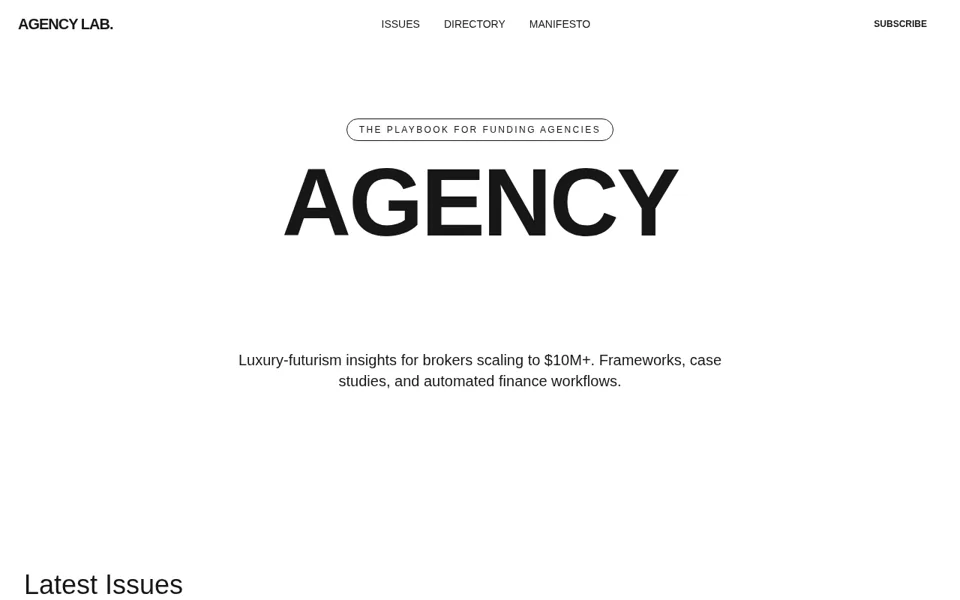 AGENCY LAB.
ISSUES DIRECTORY MANIFESTO
SUBSCRIBE
THE PLAYBOOK FOR FUNDING AGENCIES
AGENCY
Luxury-futurism insights for brokers scaling to $10M+. Frameworks, case
studies, and automated finance workflows.
Latest Issues